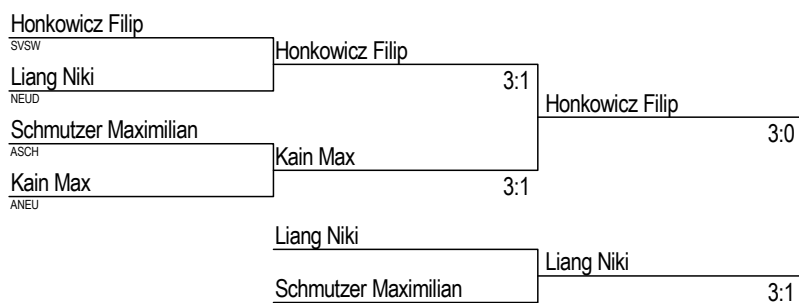 Honkowicz Filip
SVSW
Honkowicz Filip
Liang Niki
3:1
NEUD
Honkowicz Filip
Schmutzer Maximilian
3:0
ASCH
Kain Max
Kain Max
3:1
ANEU
Liang Niki
Liang Niki
Schmutzer Maximilian
3:1